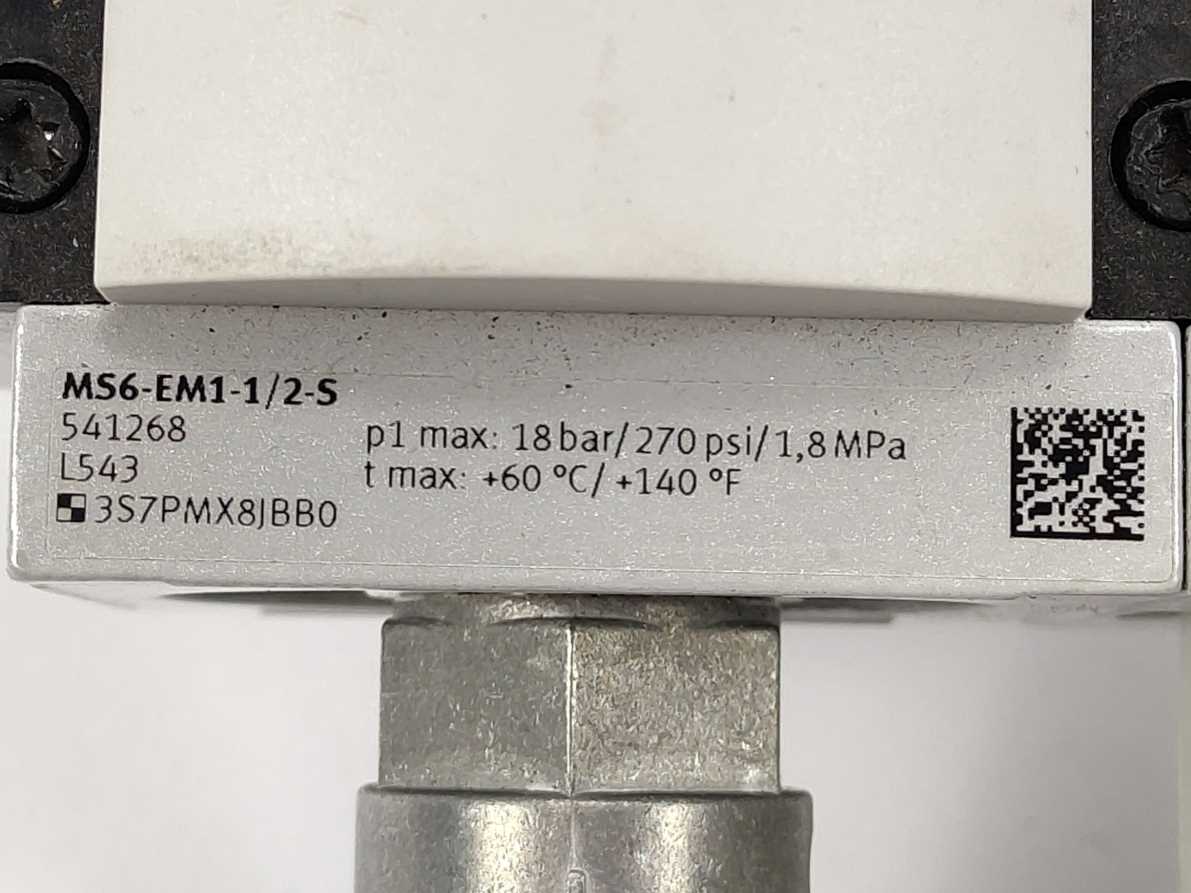 MS6-EM1-1/2-S
541268
L543
3S7PMX8JBB0
p1 max: 18 bar/ 270 psi/ 1,8 MPa
t max: +60 °C/ +140 °F